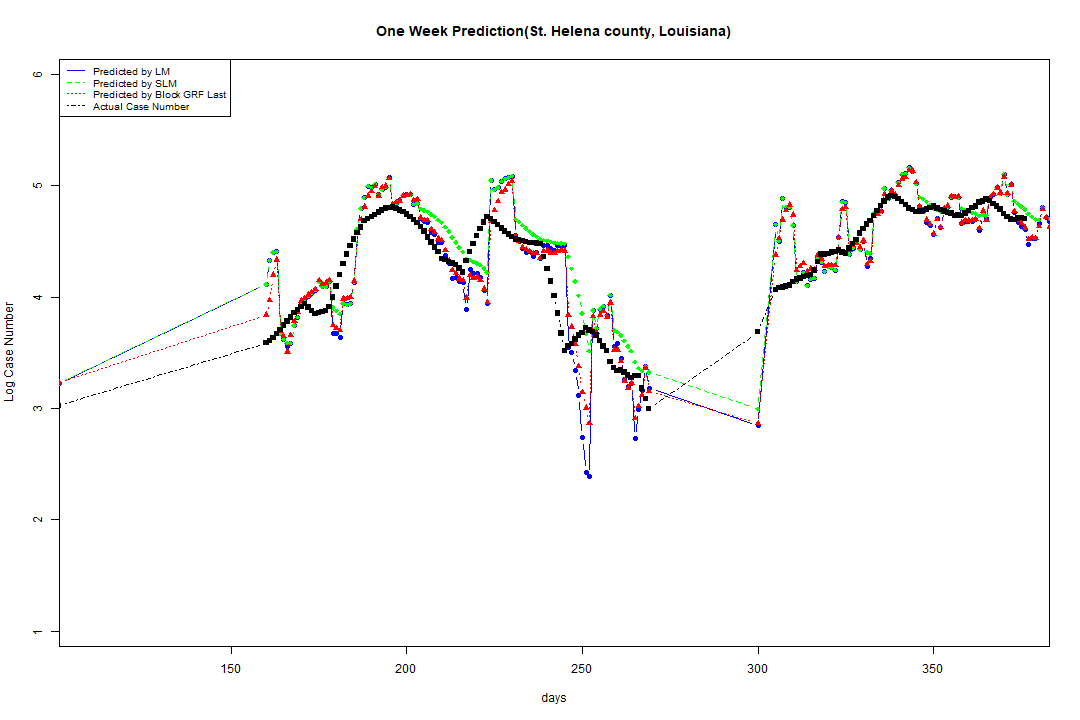 One Week Prediction(St. Helena county, Louisiana)
Predicted by LM
Predicted by SLM
Predicted by Block GRF Last
Actual Case Number
Log Case Number
6
5
4
3
2
1
150 200 250 300 350
days